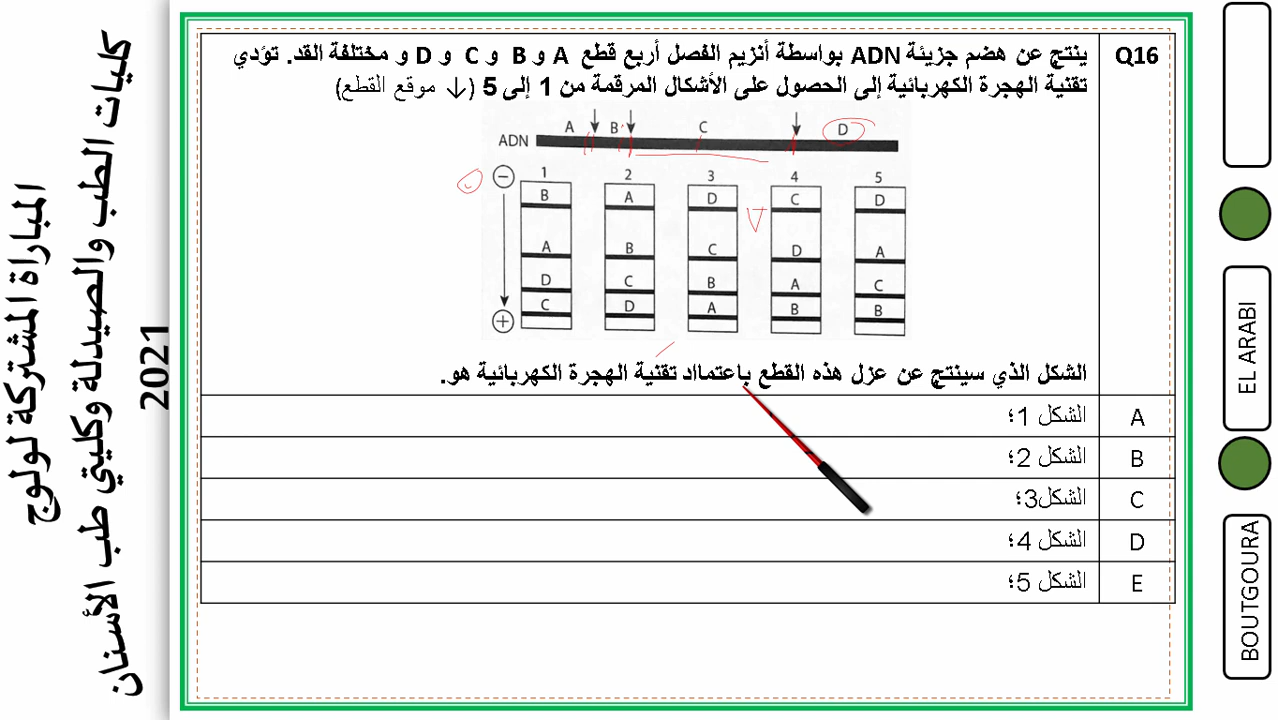 المباراة المشتركة لولوج
كليات الطب والصيدلة وكليتي طب الأسنان
2021
Q16
ينتج عن هضم جزيئة ADN بواسطة أنزيم الفصل أربع قطع A و B و C و D و مختلفة القد. تؤدي
تقنية الهجرة الكهربائية إلى الحصول على الأشكال المرقمة من 1 إلى 5 (↓ موقع القطع)
A B C D
ADN
− 1 2 3 4 5
B A D C D
A B C D A
D C B A C
C D A B B
+
الشكل الذي سينتج عن عزل هذه القطع باعتمااد تقنية الهجرة الكهربائية هو.
A الشكل 1؛
B الشكل 2؛
C الشكل3؛
D الشكل 4؛
E الشكل 5؛
EL ARABI
BOUTGOURA